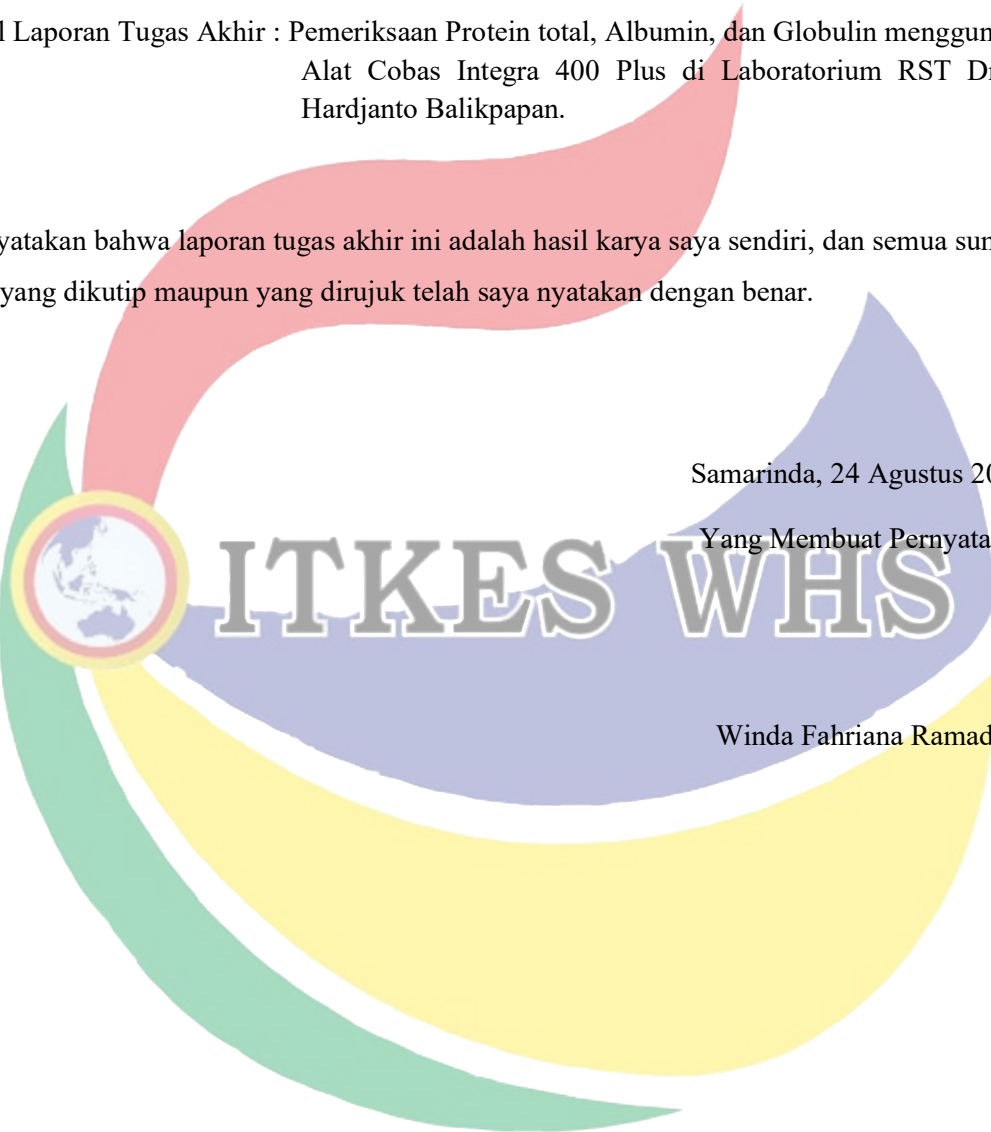 l Laporan Tugas Akhir : Pemeriksaan Protein total, Albumin, dan Globulin menggun
Alat Cobas Integra 400 Plus di Laboratorium RST D
Hardjanto Balikpapan.
yatakan bahwa laporan tugas akhir ini adalah hasil karya saya sendiri, dan semua sum
yang dikutip maupun yang dirujuk telah saya nyatakan dengan benar.
Samarinda, 24 Agustus 20
Yang Membuat Pernyata
ITKES WHS
Winda Fahriana Ramad